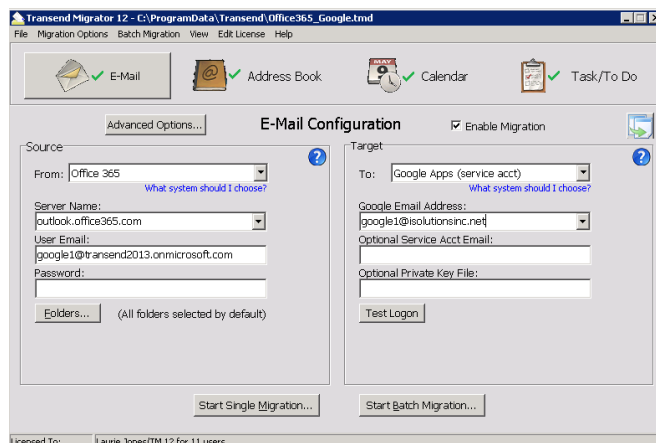 Transend Migrator 12 - C:\ProgramData\Transend\Office365_Google.tmd
File Migration Options Batch Migration View Edit License Help
E-Mail
Address Book
MAY
Calendar
Task/To Do
Advanced Options...
E-Mail Configuration
Enable Migration
Source
From: Office 365
What system should I choose?
Server Name:
outlook.office365.com
User Email:
google1@transend2013.onmicrosoft.com
Password:
Folders... (All folders selected by default)
Target
To: Google Apps (service acct)
What system should I choose?
Google Email Address:
google1@isolutionsinc.net
Optional Service Acct Email:
Optional Private Key File:
Test Logon
Start Single Migration...
Start Batch Migration...
Licensed To: Laurie Jones/TM 12 for 11 users